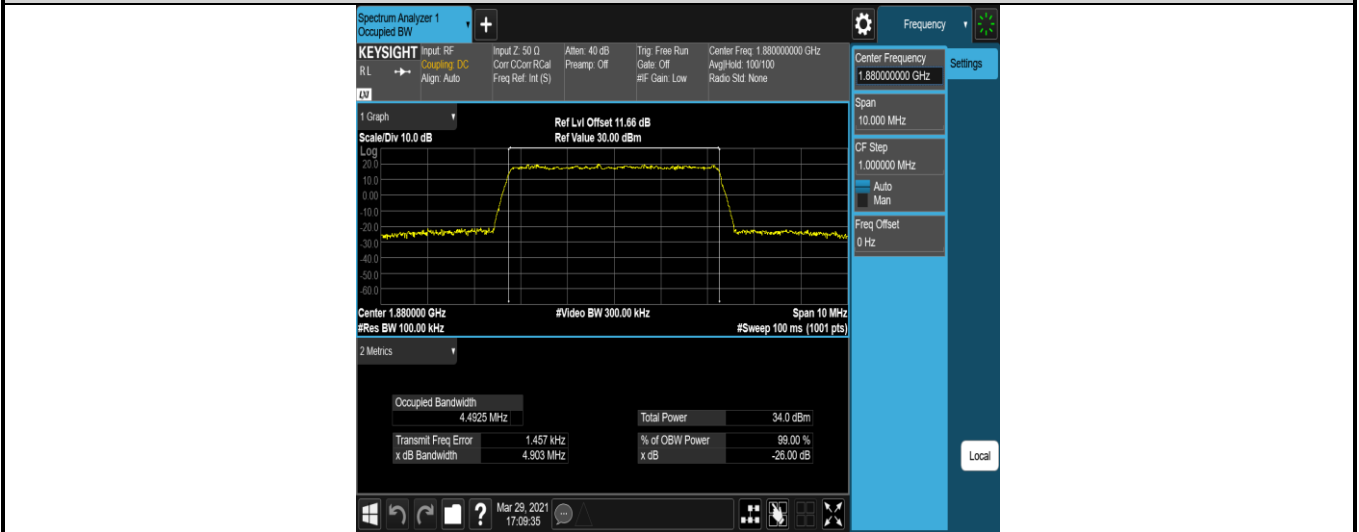 Spectrum Analyzer 1
Occupied BW
+
Frequency
KEYSIGHT
RL
LXI
Input: RF
Coupling: DC
Align: Auto
Input Z: 50 Ω
Corr CCorr RCal
Freq Ref: Int (S)
Atten: 40 dB
Preamp: Off
Trig: Free Run
Gate: Off
#IF Gain: Low
Center Freq: 1.880000000 GHz
Avg|Hold: 100/100
Radio Std: None
Center Frequency
1.880000000 GHz
Settings
Span
10.000 MHz
CF Step
1.000000 MHz
Auto
Man
Freq Offset
0 Hz
1 Graph
Scale/Div 10.0 dB
Ref Lvl Offset 11.66 dB
Ref Value 30.00 dBm
Log
20.0
10.0
0.00
-10.0
-20.0
-30.0
-40.0
-50.0
-60.0
Center 1.880000 GHz
#Video BW 300.00 kHz
Span 10 MHz
#Res BW 100.00 kHz
#Sweep 100 ms (1001 pts)
2 Metrics
Occupied Bandwidth
4.4925 MHz
Total Power 34.0 dBm
Transmit Freq Error 1.457 kHz
% of OBW Power 99.00 %
x dB Bandwidth 4.903 MHz
x dB -26.00 dB
Local
?
Mar 29, 2021
17:09:35